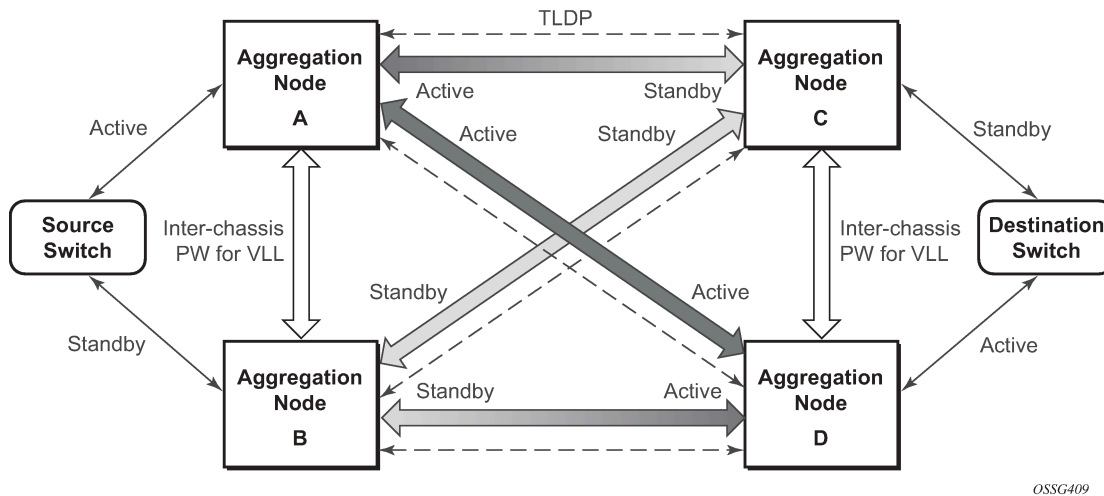 TLDP
Aggregation
Node
A
Aggregation
Node
C
Active
Standby
Active
Standby
Active
Standby
Source
Switch
Inter-chassis
PW for VLL
Inter-chassis
PW for VLL
Destination
Switch
Standby
Active
Standby
Active
Aggregation
Node
B
Standby
Active
Aggregation
Node
D
OSSG409